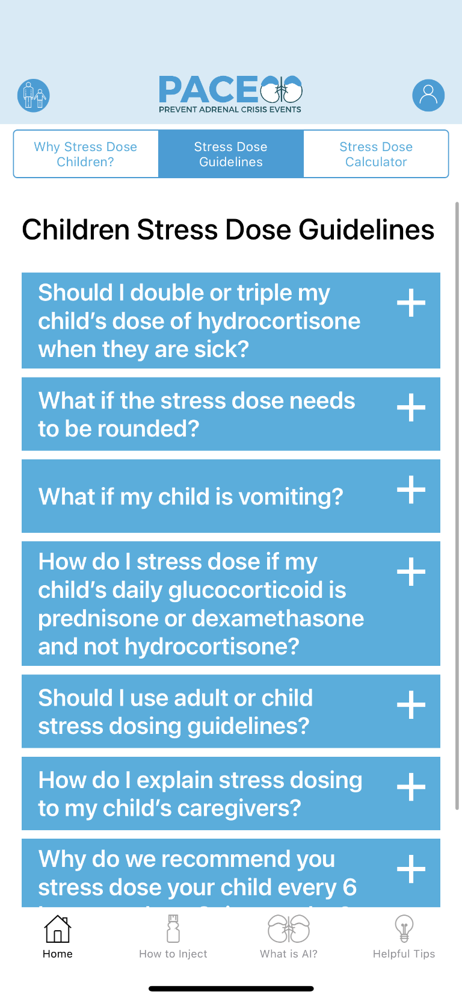 PACE
PREVENT ADRENAL CRISIS EVENTS
Why Stress Dose
Children?
Stress Dose
Guidelines
Stress Dose
Calculator
Children Stress Dose Guidelines
Should I double or triple my
child's dose of hydrocortisone
when they are sick?
What if the stress dose needs
to be rounded?
What if my child is vomiting?
How do I stress dose if my
child's daily glucocorticoid is
prednisone or dexamethasone
and not hydrocortisone?
Should I use adult or child
stress dosing guidelines?
How do I explain stress dosing
to my child's caregivers?
Why do we recommend you
stress dose your child every 6
Home
How to Inject
What is AI?
Helpful Tips